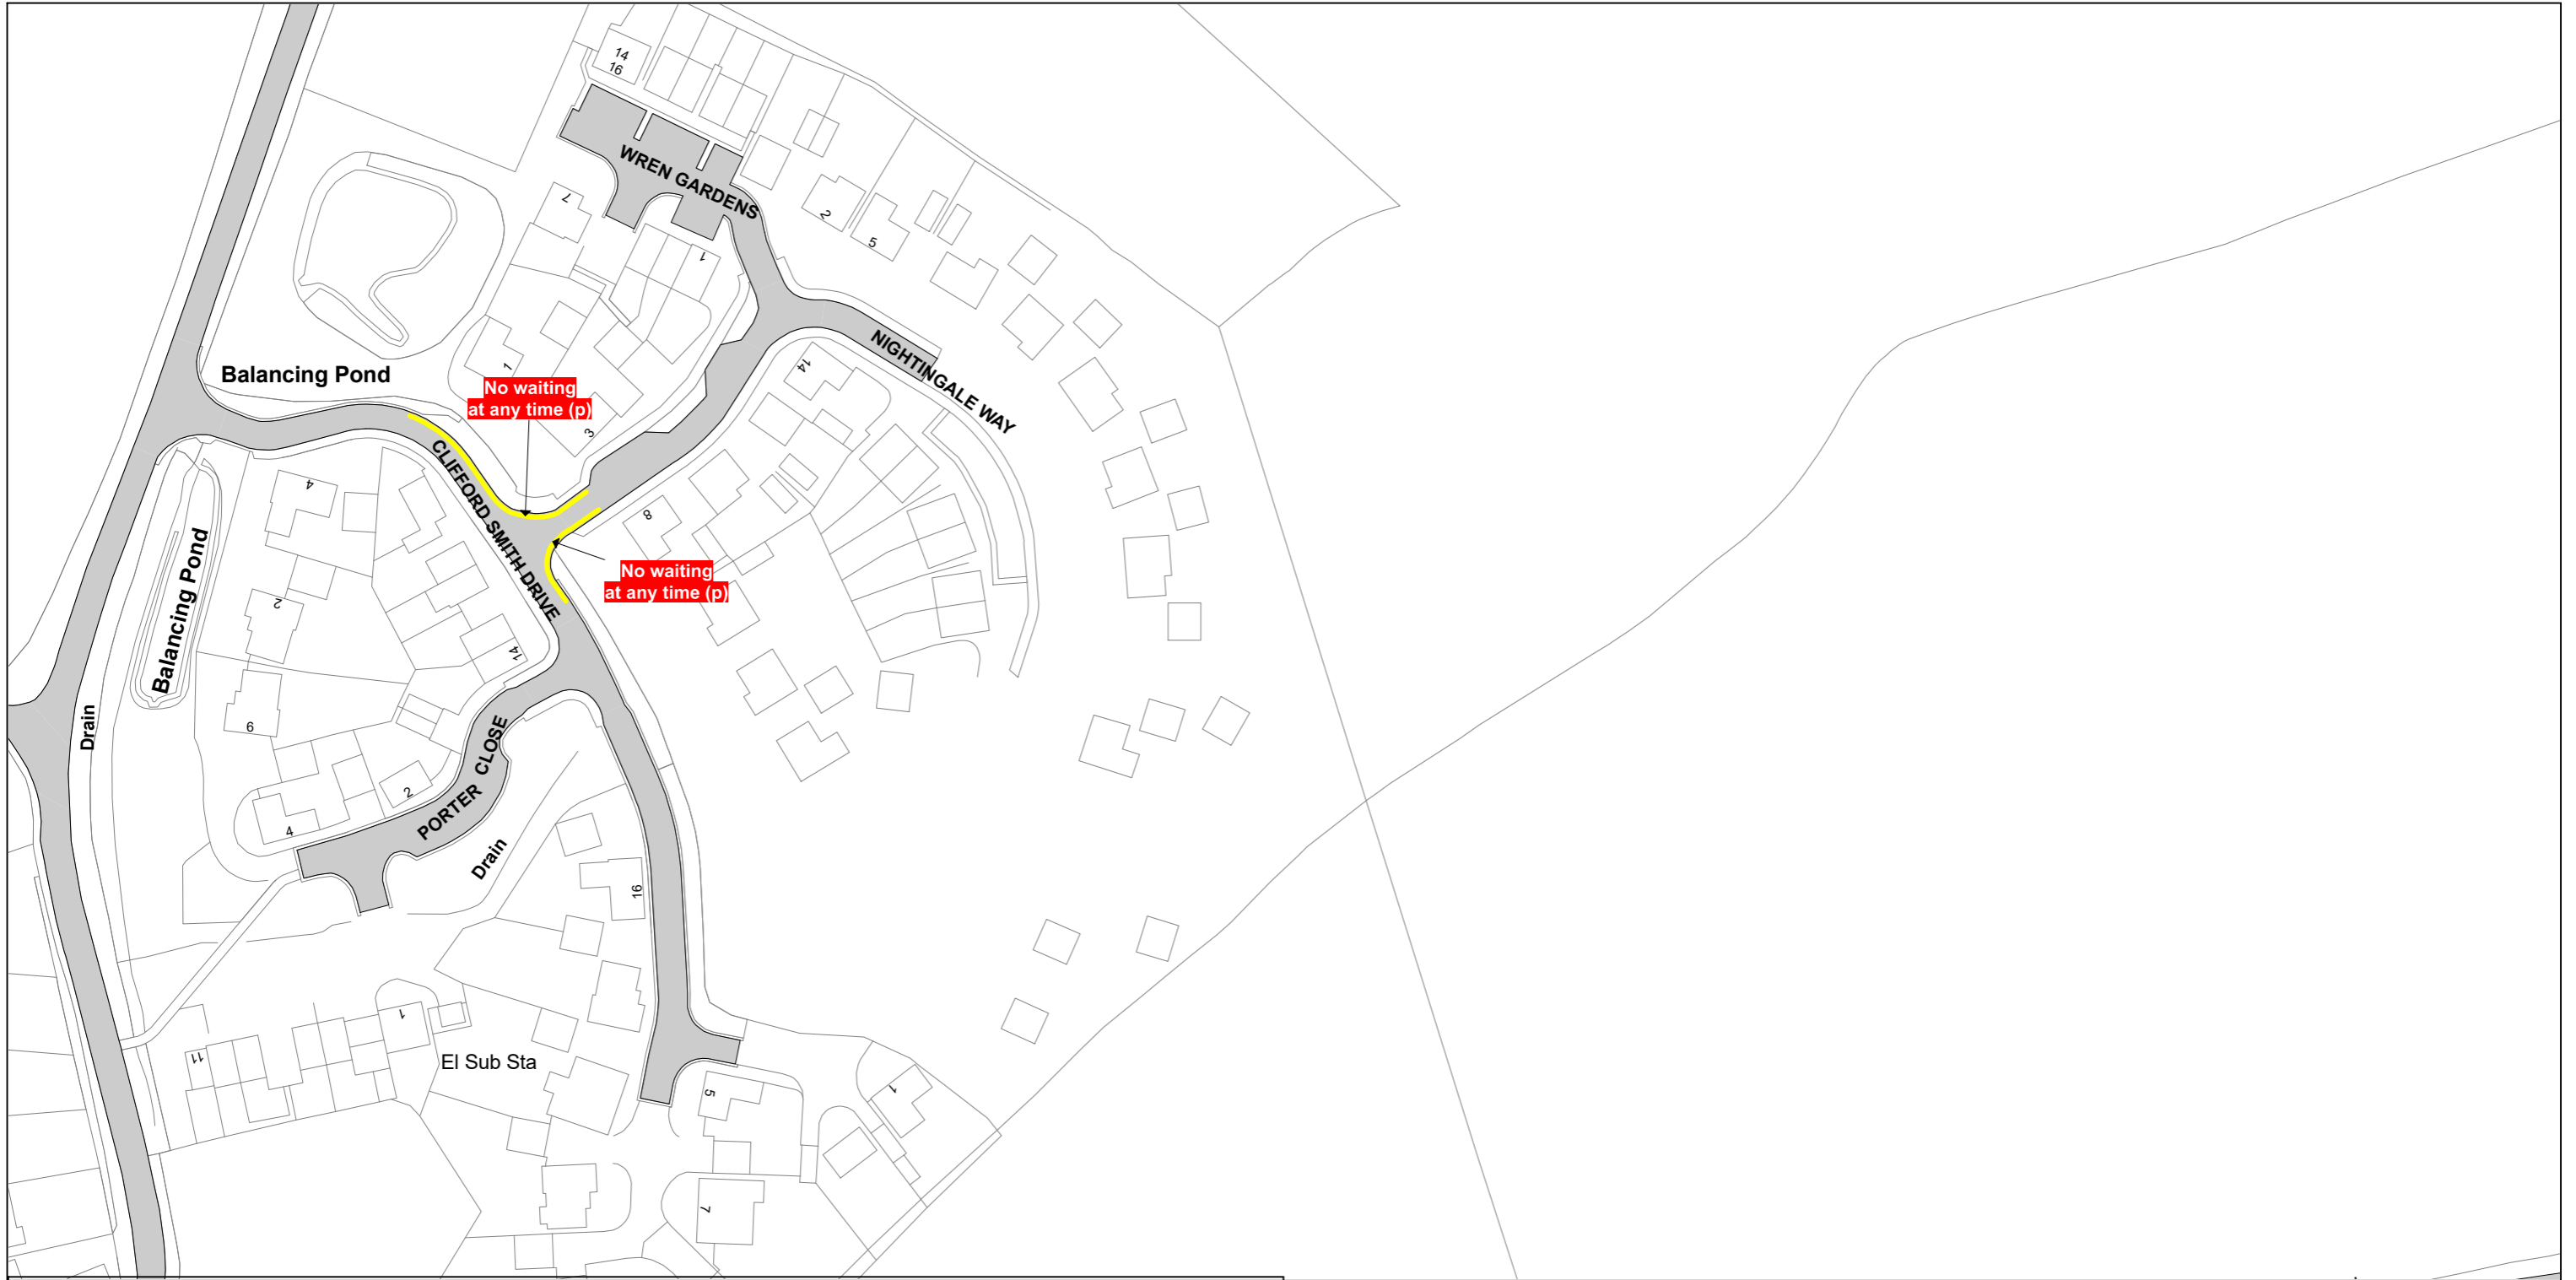 14
16
WREN GARDENS
7
1
2
5
NIGHTINGALE WAY
Balancing Pond
1
No waiting
at any time (p)
3
14
CLIFFORD SMITH DRIVE
4
8
No waiting
at any time (p)
Balancing Pond
2
14
6
Drain
PORTER CLOSE
2
4
Drain
16
1
11
El Sub Sta
5
1
7